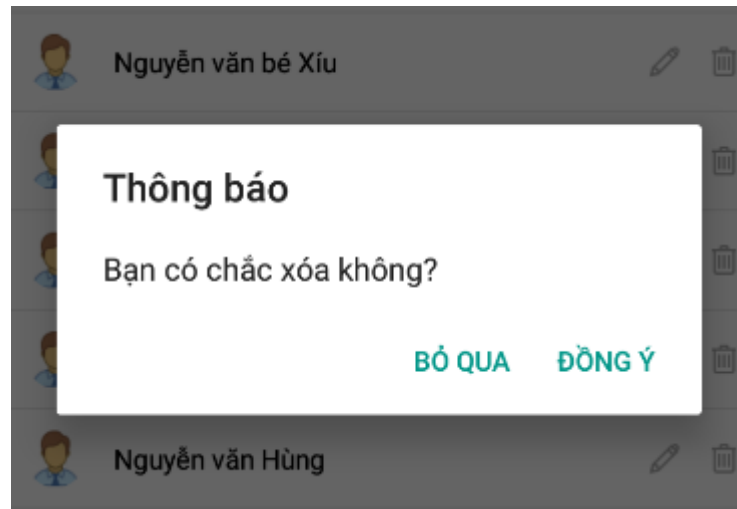 Nguyễn văn bé Xíu
Thông báo
Bạn có chắc xóa không?
BỎ QUA ĐỒNG Ý
Nguyễn văn Hùng